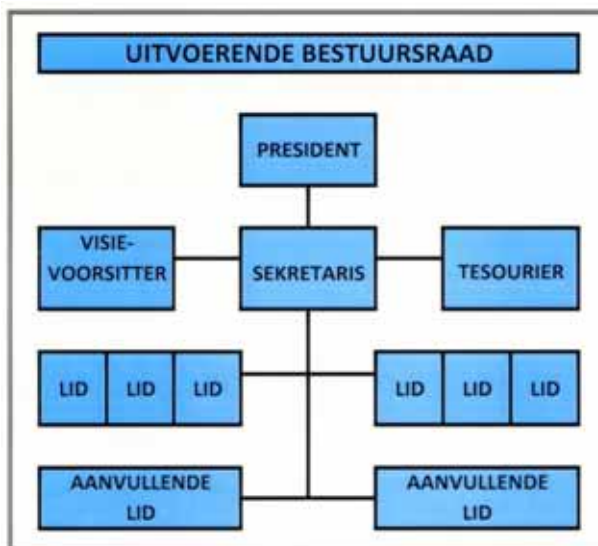 UITVOERENDE BESTUURSRAAD
PRESIDENT
VISIE-
VOORSITTER
SEKRETARIS
TESOURIER
LID LID LID LID LID LID
AANVULLENDE
LID
AANVULLENDE
LID